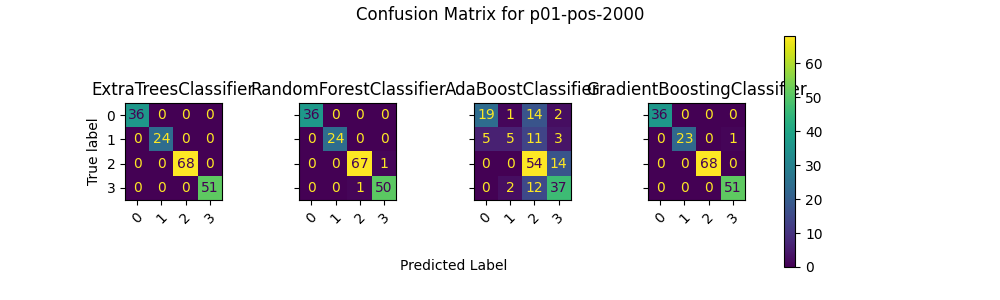 Confusion Matrix for p01-pos-2000
ExtraTreesClassifier RandomForestClassifier AdaBoostClassifier GradientBoostingClassifier
60
0 36 0 0 0 36 0 0 0 19 1 14 2 36 0 0 0
50
1 0 24 0 0 0 24 0 0 5 5 11 3 0 23 0 1
40
True label
2 0 0 68 0 0 0 67 1 0 0 54 14 0 0 68 0
30
3 0 0 0 51 0 0 1 50 0 2 12 37 0 0 0 51
20
0 1 2 3 0 1 2 3 0 1 2 3 0 1 2 3
10
Predicted Label
0